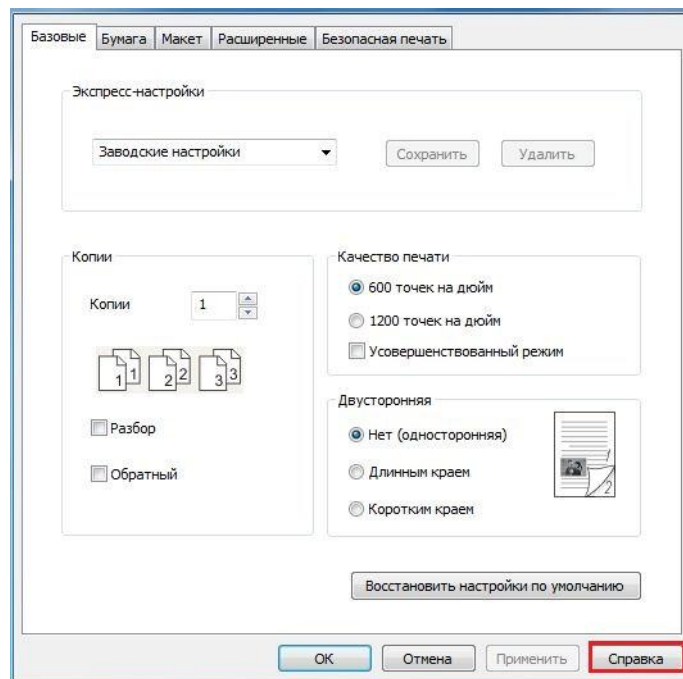 Базовые Бумага Макет Расширенные Безопасная печать
Экспресс-настройки
Заводские настройки Сохранить Удалить
Копии
Копии 1
1 1 2 2 3 3
Разбор
Обратный
Качество печати
600 точек на дюйм
1200 точек на дюйм
Усовершенствованный режим
Двусторонняя
Нет (односторонняя)
Длинным краем
Коротким краем
1
2
Восстановить настройки по умолчанию
ОК Отмена Применить Справка